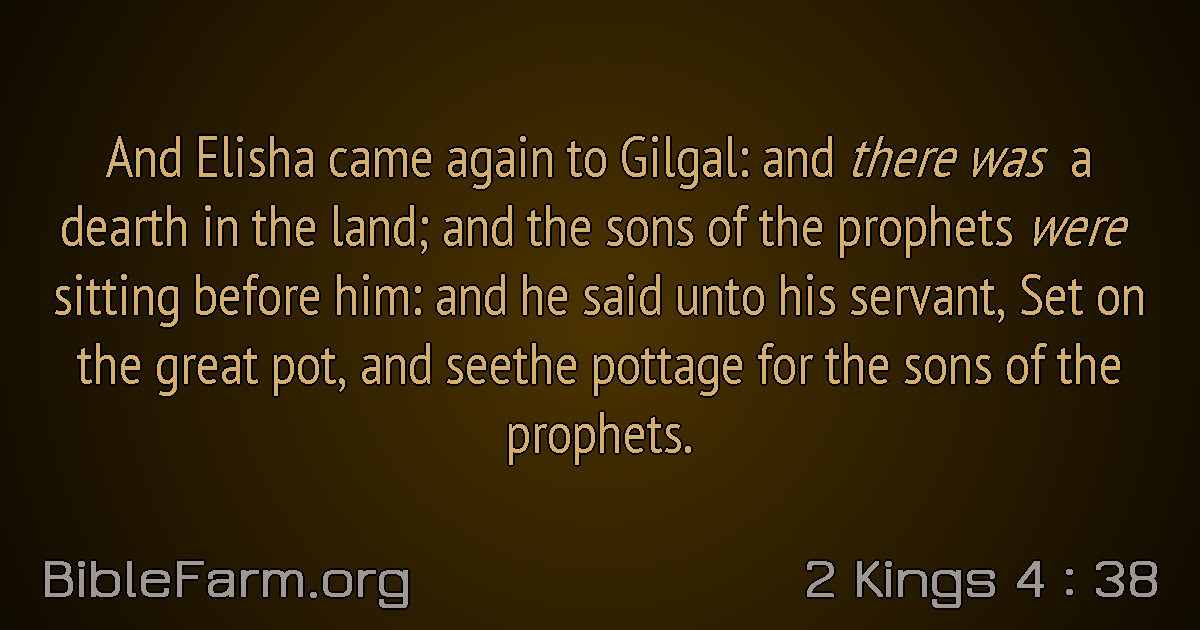 And Elisha came again to Gilgal: and there was a
dearth in the land; and the sons of the prophets were
sitting before him: and he said unto his servant, Set on
the great pot, and seethe pottage for the sons of the
prophets.
BibleFarm.org
2 Kings 4 : 38